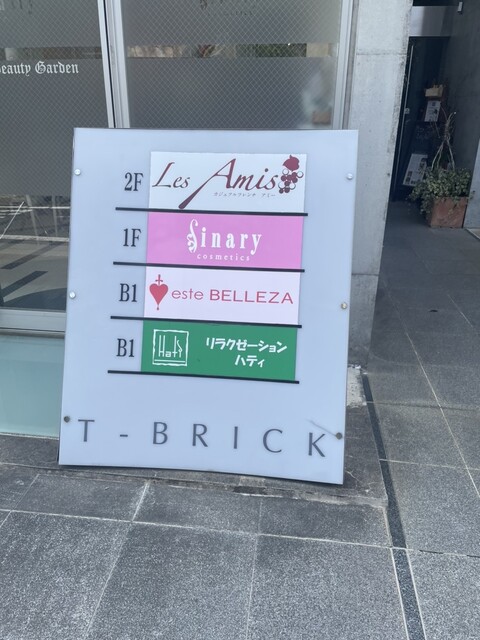 Beauty Garden
2F Les Amis
カジュアルフレンチ アミー
1F Sinary
cosmetics
B1 este BELLEZA
B1 Hati リラクゼーション
ハティ
T - BRICK